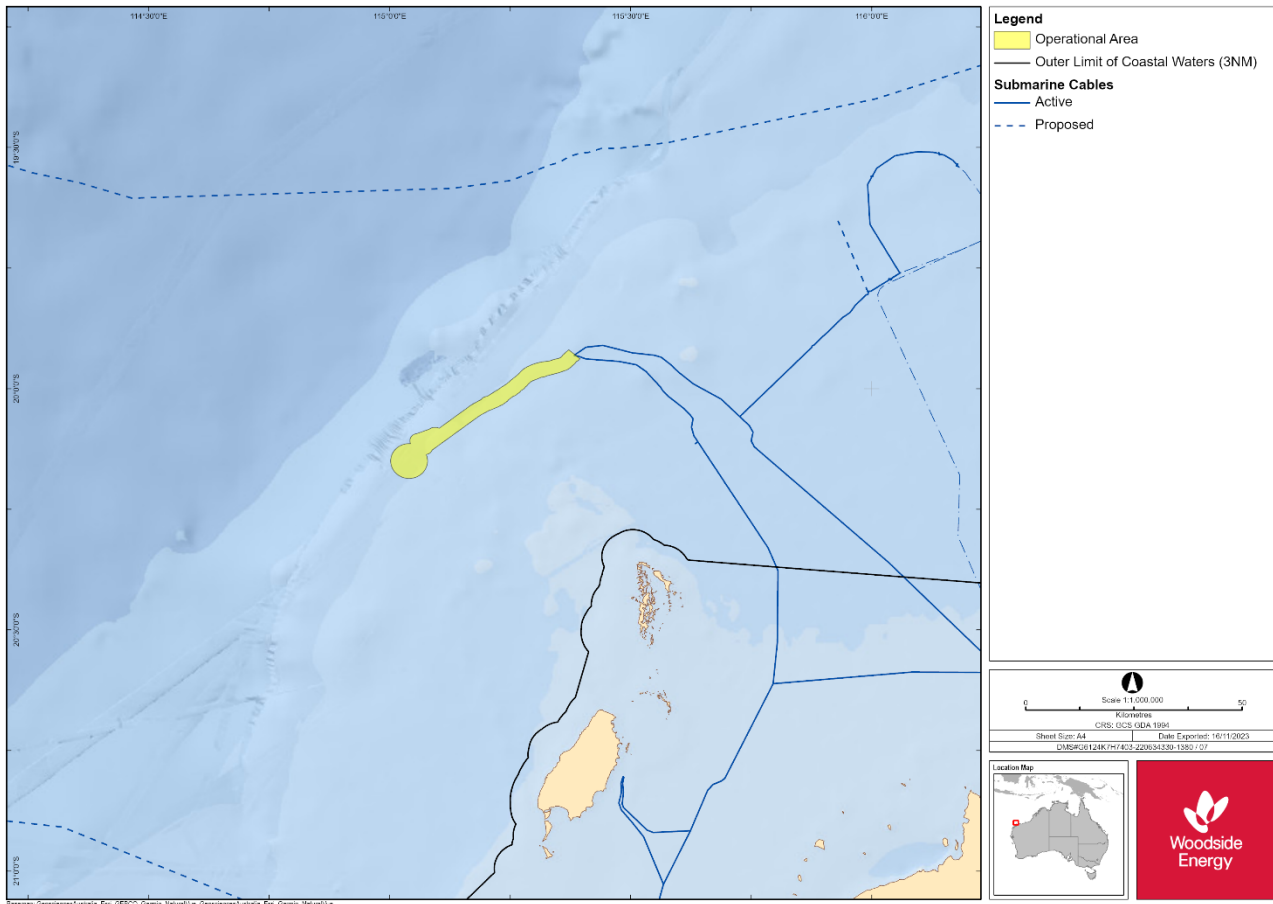 114°30'0"E
115°0'0"E
115°30'0"E
116°0'0"E
19°30'0"S
20°0'0"S
20°30'0"S
21°0'0"S
Legend
Operational Area
Outer Limit of Coastal Waters (3NM)
Submarine Cables
Active
Proposed
Scale 1:1,000,000
0 50
Kilometres
CRS: GCS GDA 1994
Sheet Size: A4 Date Exported: 16/11/2023
Location Map
Woodside
Energy